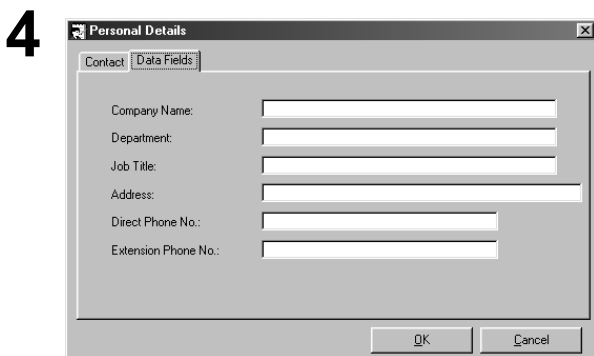 4
Personal Details
Contact Data Fields
Company Name:
Department:
Job Title:
Address:
Direct Phone No.:
Extension Phone No.:
OK Cancel